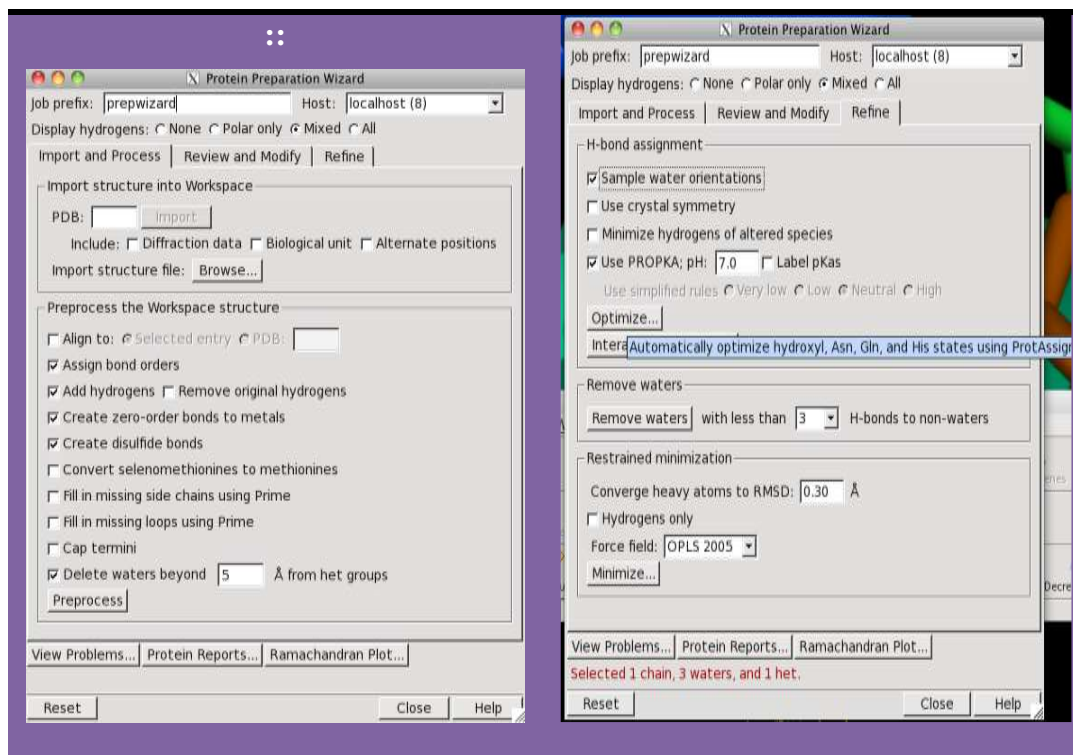 ::
Protein Preparation Wizard
Job prefix: prepwizard Host: localhost (8)
Display hydrogens: None Polar only Mixed All
Import and Process Review and Modify Refine
Import structure into Workspace
PDB: Import
Include: Diffraction data Biological unit Alternate positions
Import structure file: Browse...
Preprocess the Workspace structure
Align to: Selected entry PDB:
Assign bond orders
Add hydrogens Remove original hydrogens
Create zero-order bonds to metals
Create disulfide bonds
Convert selenomethionines to methionines
Fill in missing side chains using Prime
Fill in missing loops using Prime
Cap termini
Delete waters beyond 5 Å from het groups
Preprocess
View Problems... Protein Reports... Ramachandran Plot...
Reset Close Help
Protein Preparation Wizard
Job prefix: prepwizard Host: localhost (8)
Display hydrogens: None Polar only Mixed All
Import and Process Review and Modify Refine
H-bond assignment
Sample water orientations
Use crystal symmetry
Minimize hydrogens of altered species
Use PROPKA; pH: 7.0 Label pKas
Use simplified rules Very low Low Neutral High
Optimize...
Intera
Automatically optimize hydroxyl, Asn, Gln, and His states using ProtAssig
Remove waters
Remove waters with less than 3 H-bonds to non-waters
Restrained minimization
Converge heavy atoms to RMSD: 0.30 Å
Hydrogens only
Force field: OPLS 2005
Minimize...
View Problems... Protein Reports... Ramachandran Plot...
Selected 1 chain, 3 waters, and 1 het.
Reset Close Help
enes
Decre